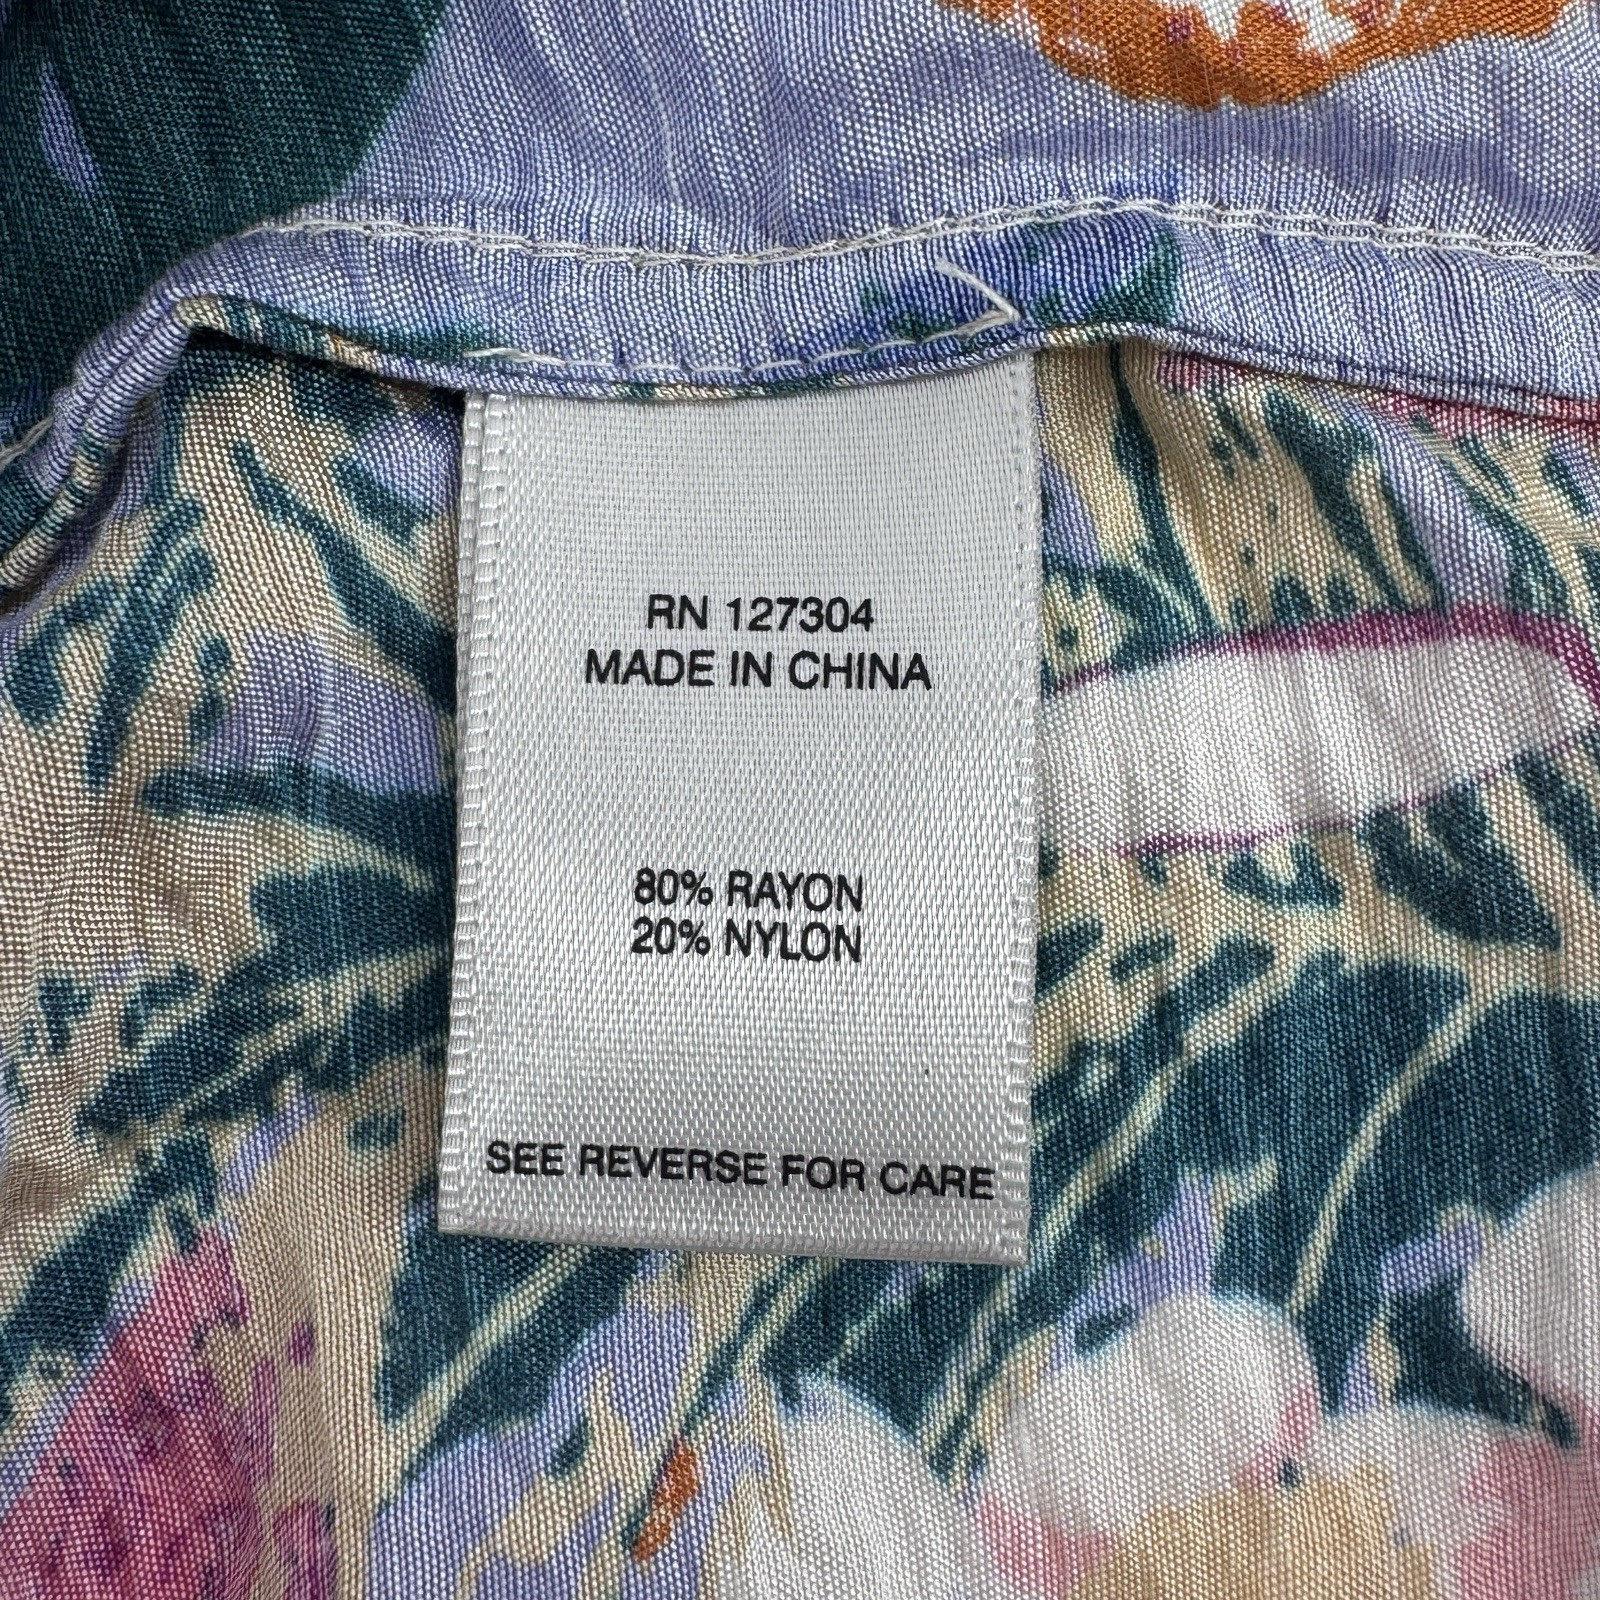 RN 127304
MADE IN CHINA
80% RAYON
20% NYLON
SEE REVERSE FOR CARE